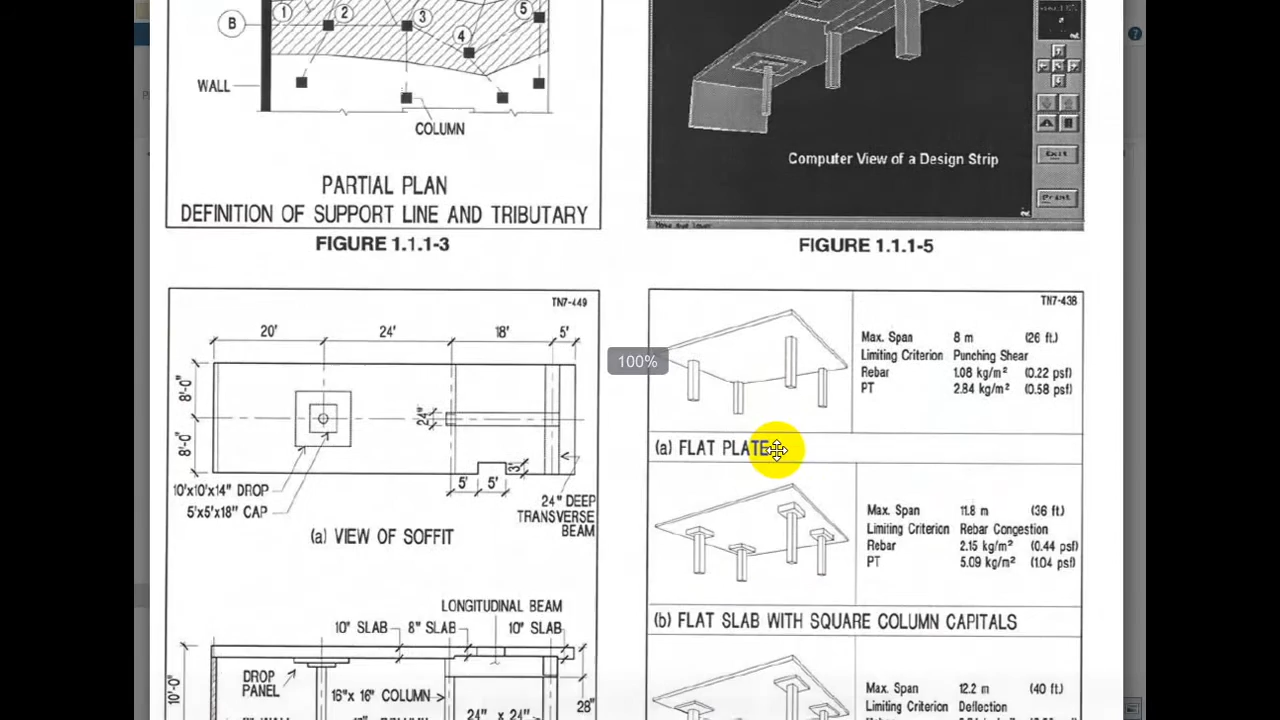 B
1
2
3
4
5
WALL
COLUMN
PARTIAL PLAN
DEFINITION OF SUPPORT LINE AND TRIBUTARY
FIGURE 1.1.1-3
Computer View of a Design Strip
Exit
Print
FIGURE 1.1.1-5
TN7-449
20'
24'
18'
5'
8'-0"
8'-0"
24"
3'
5'
5'
10'x10'x14" DROP
5'x5'x18" CAP
24" DEEP
TRANSVERSE
BEAM
(a) VIEW OF SOFFIT
LONGITUDINAL BEAM
10" SLAB
8" SLAB
10" SLAB
DROP
PANEL
10'-0"
16"x 16" COLUMN
28"
24" x 24"
100%
TN7-438
Max. Span 8 m (26 ft.)
Limiting Criterion Punching Shear
Rebar 1.08 kg/m² (0.22 psf)
PT 2.84 kg/m² (0.58 psf)
(a) FLAT PLATE
Max. Span 11.8 m (36 ft.)
Limiting Criterion Rebar Congestion
Rebar 2.15 kg/m² (0.44 psf)
PT 5.09 kg/m² (1.04 psf)
(b) FLAT SLAB WITH SQUARE COLUMN CAPITALS
Max. Span 12.2 m (40 ft.)
Limiting Criterion Deflection